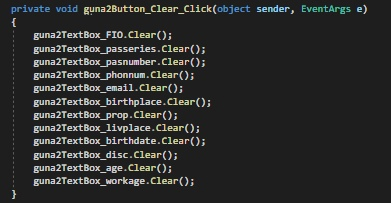 private void guna2Button_Clear_Click(object sender, EventArgs e)
{
guna2TextBox_FIO.Clear();
guna2TextBox_passeries.Clear();
guna2TextBox_pasnumber.Clear();
guna2TextBox_phonnum.Clear();
guna2TextBox_email.Clear();
guna2TextBox_birthplace.Clear();
guna2TextBox_prop.Clear();
guna2TextBox_livplace.Clear();
guna2TextBox_birthdate.Clear();
guna2TextBox_disc.Clear();
guna2TextBox_age.Clear();
guna2TextBox_workage.Clear();
}